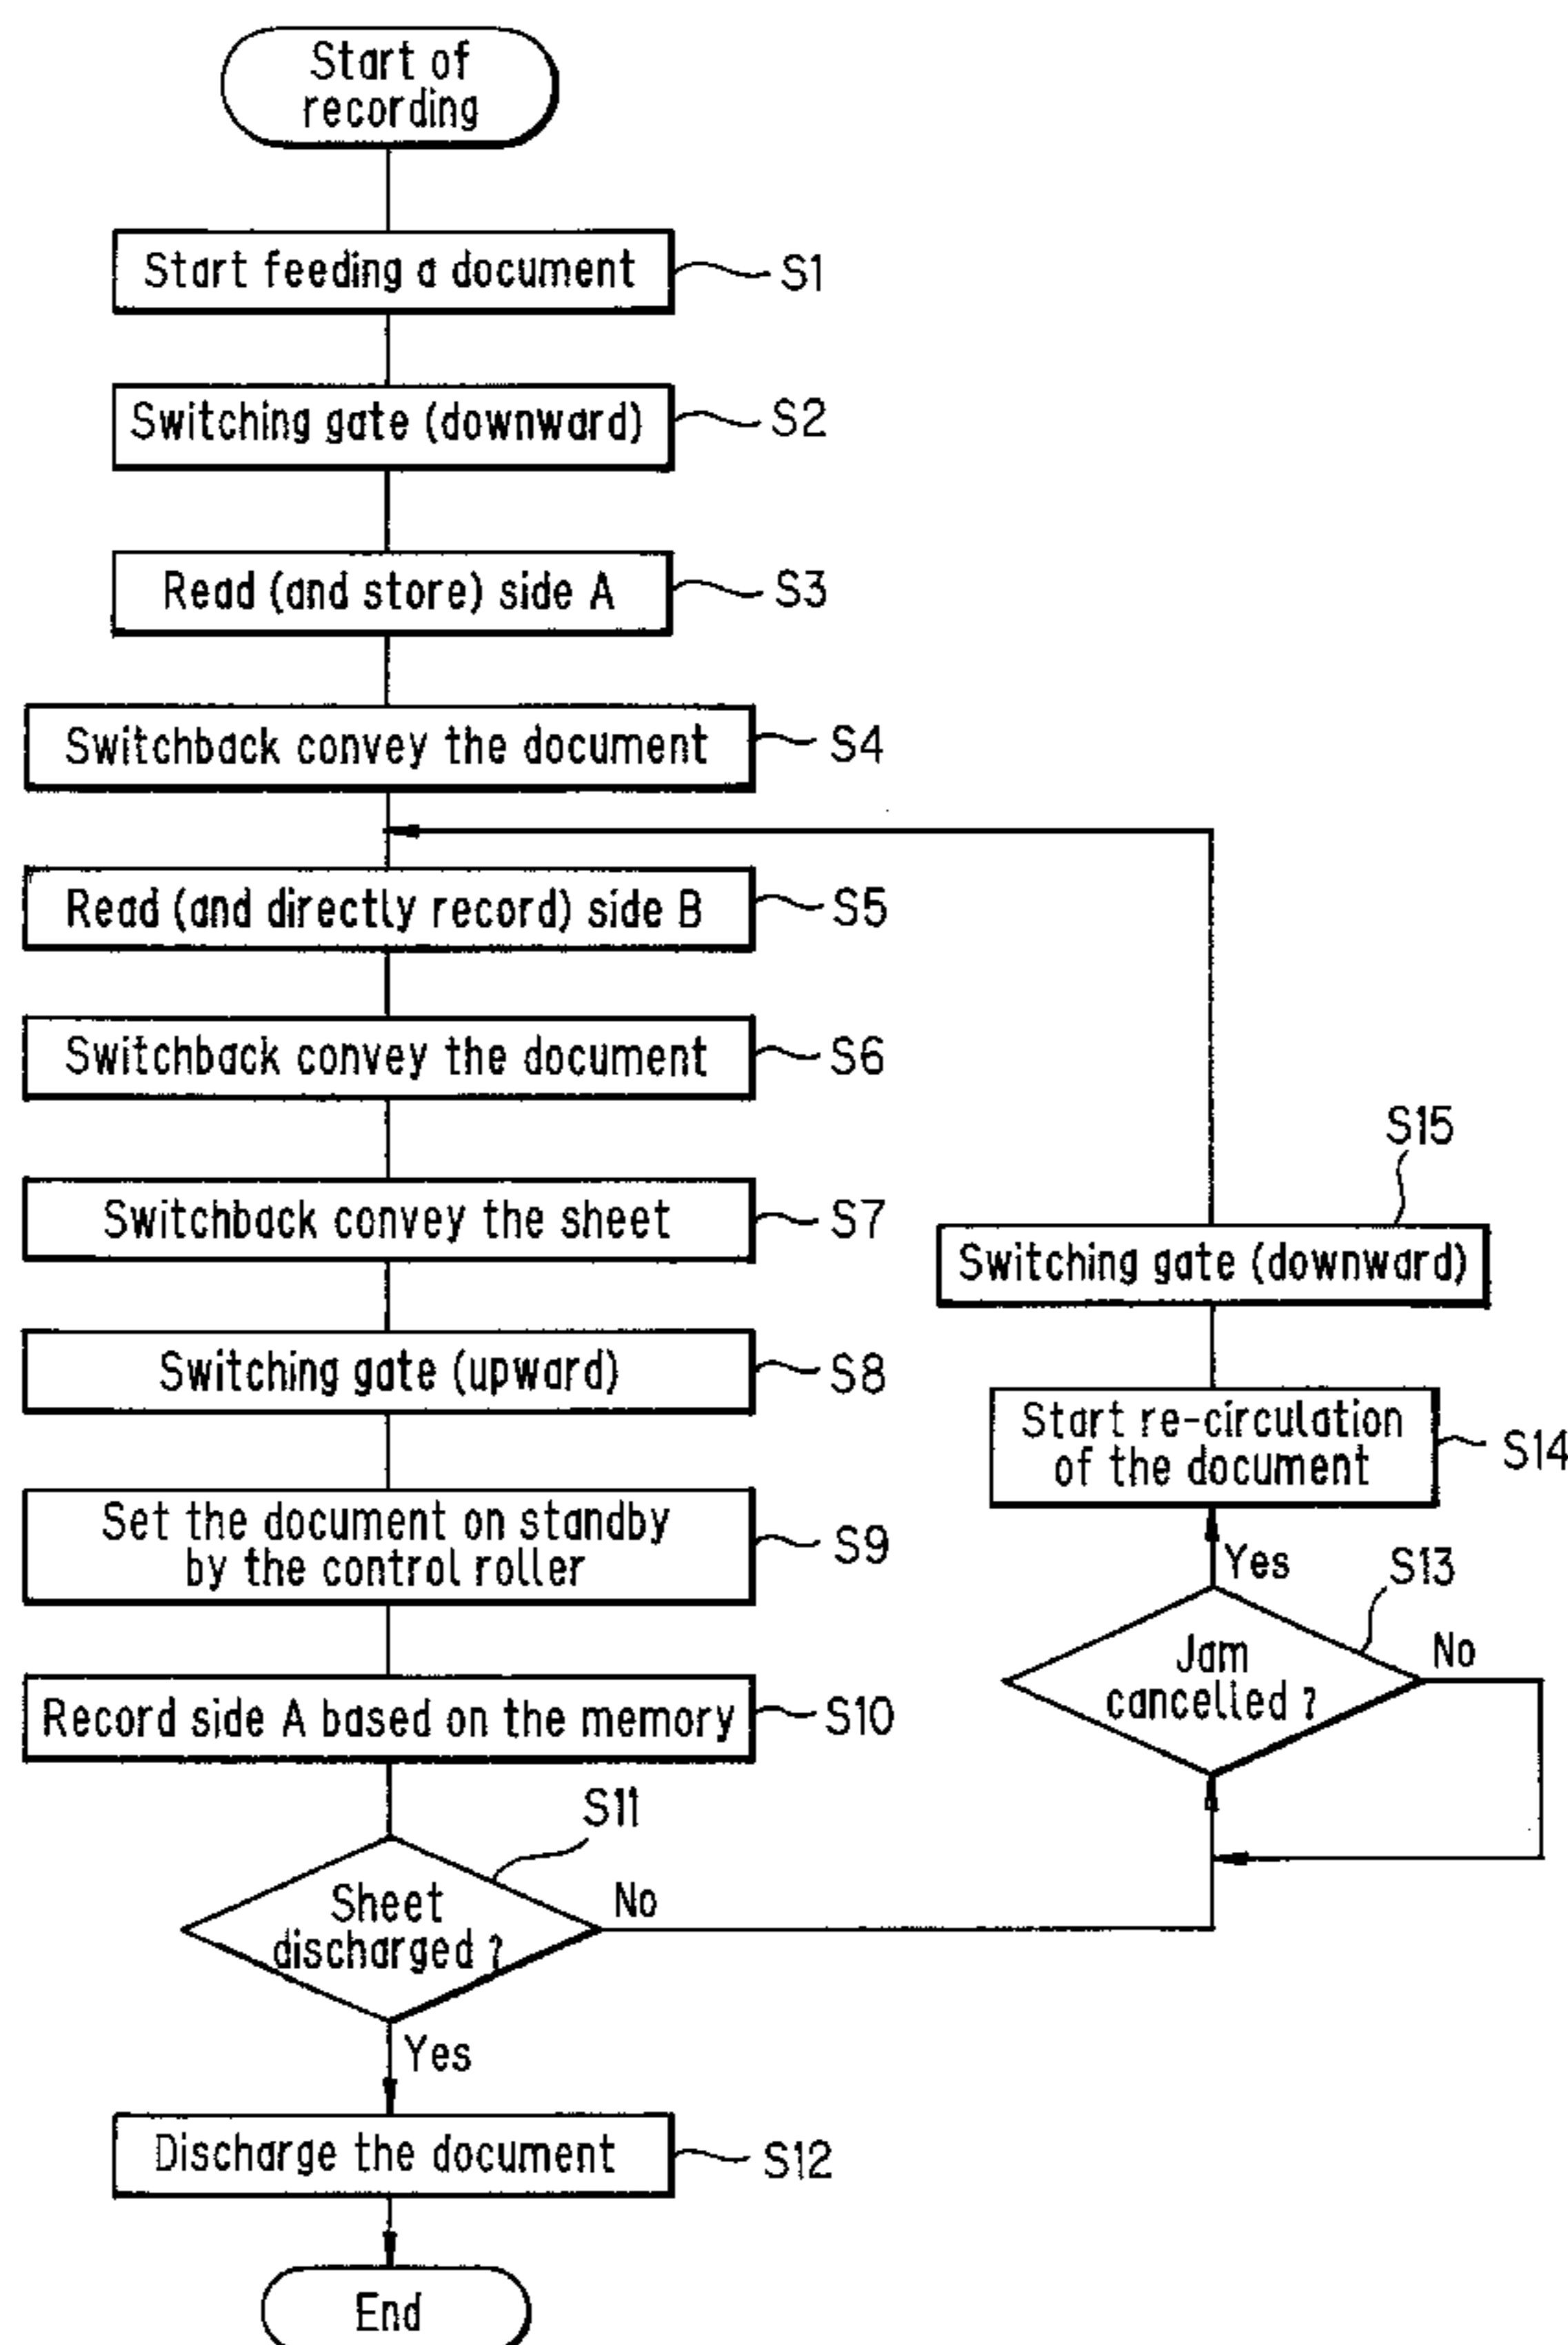 Start of
recording
Start feeding a document
S1
Switching gate (downward)
S2
Read (and store) side A
S3
Switchback convey the document
S4
Read (and directly record) side B
S5
Switchback convey the document
S6
Switchback convey the sheet
S7
Switching gate (upward)
S8
Set the document on standby
by the control roller
S9
Record side A based on the memory
S10
Sheet
discharged ?
S11
No
Yes
Discharge the document
S12
End
S15
Switching gate (downward)
Start re-circulation
of the document
S14
Yes
S13
Jam
cancelled ?
No